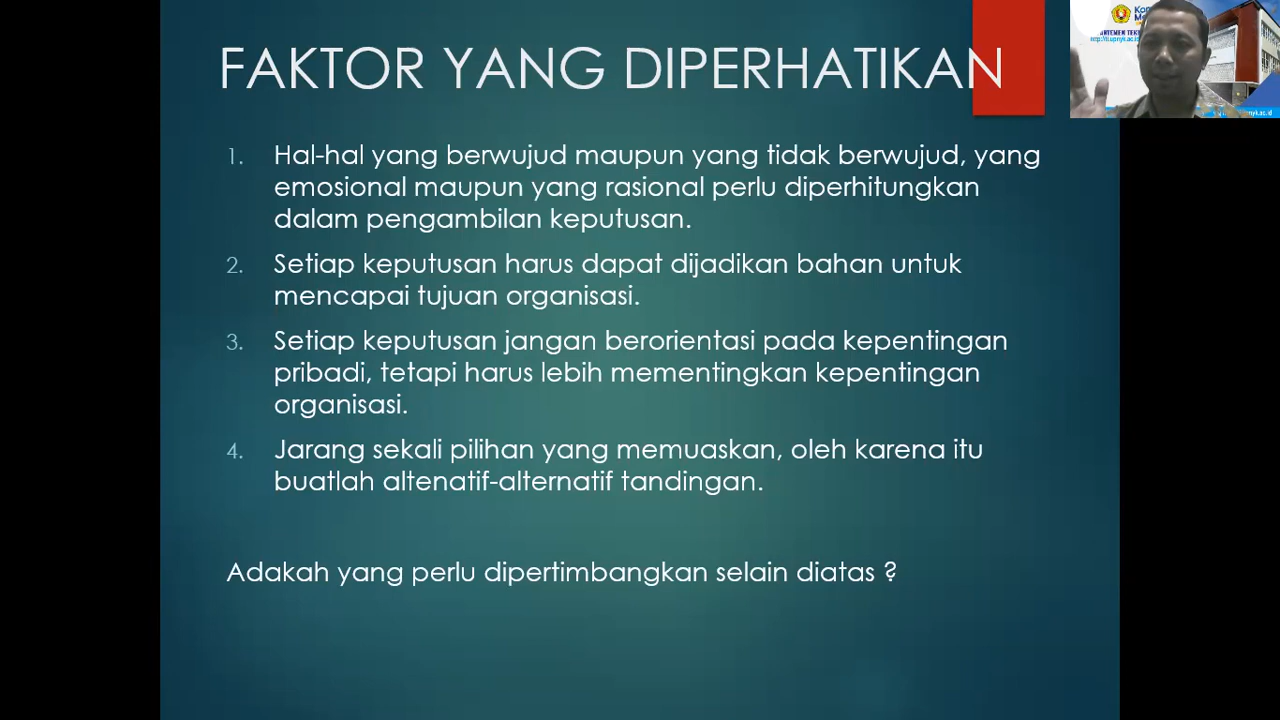 FAKTOR YANG DIPERHATIKAN
1. Hal-hal yang berwujud maupun yang tidak berwujud, yang
emosional maupun yang rasional perlu diperhitungkan
dalam pengambilan keputusan.
2. Setiap keputusan harus dapat dijadikan bahan untuk
mencapai tujuan organisasi.
3. Setiap keputusan jangan berorientasi pada kepentingan
pribadi, tetapi harus lebih mementingkan kepentingan
organisasi.
4. Jarang sekali pilihan yang memuaskan, oleh karena itu
buatlah altenatif-alternatif tandingan.
Adakah yang perlu dipertimbangkan selain diatas ?